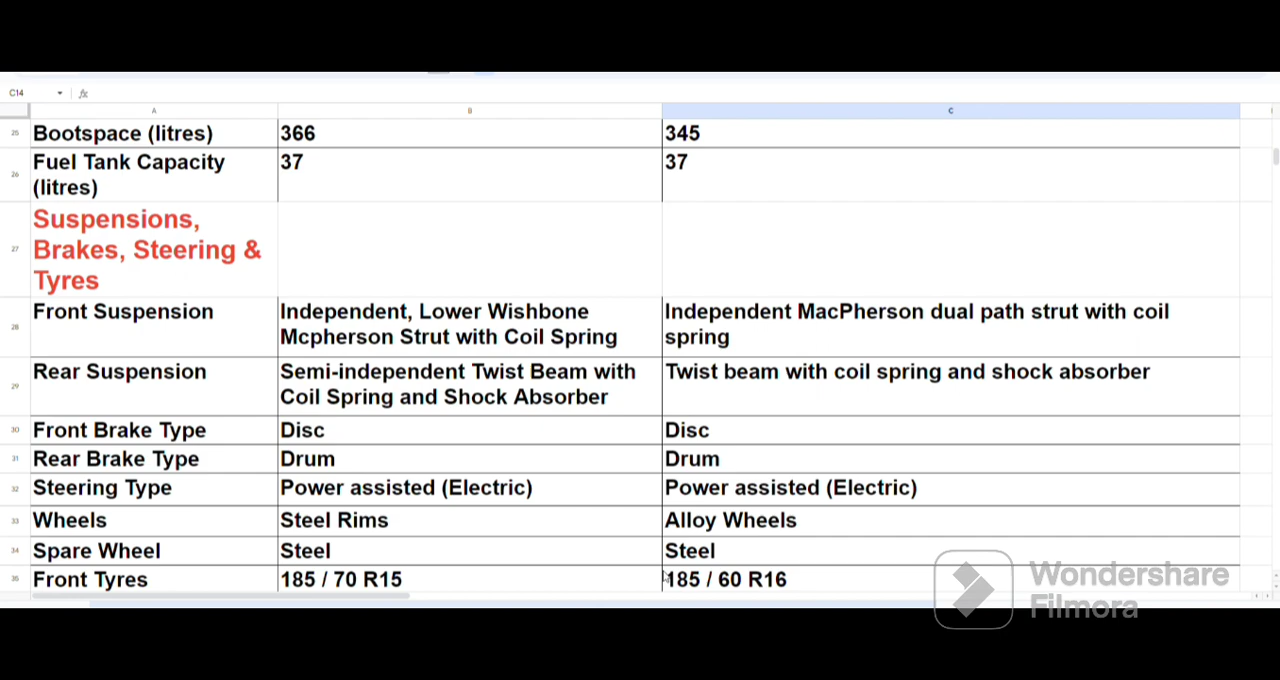 C14
fx
A B C
25 Bootspace (litres) 366 345
26 Fuel Tank Capacity 37 37
(litres)
27 Suspensions,
Brakes, Steering &
Tyres
28 Front Suspension Independent, Lower Wishbone Independent MacPherson dual path strut with coil
Mcpherson Strut with Coil Spring spring
29 Rear Suspension Semi-independent Twist Beam with Twist beam with coil spring and shock absorber
Coil Spring and Shock Absorber
30 Front Brake Type Disc Disc
31 Rear Brake Type Drum Drum
32 Steering Type Power assisted (Electric) Power assisted (Electric)
33 Wheels Steel Rims Alloy Wheels
34 Spare Wheel Steel Steel
35 Front Tyres 185 / 70 R15 185 / 60 R16
Wondershare
Filmora